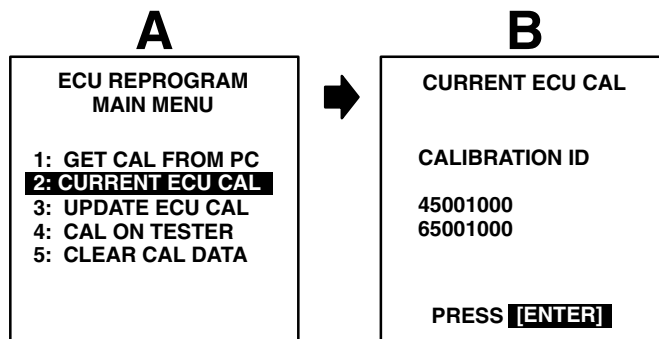 A
ECU REPROGRAM
MAIN MENU
1: GET CAL FROM PC
2: CURRENT ECU CAL
3: UPDATE ECU CAL
4: CAL ON TESTER
5: CLEAR CAL DATA
B
CURRENT ECU CAL
CALIBRATION ID
45001000
65001000
PRESS [ENTER]